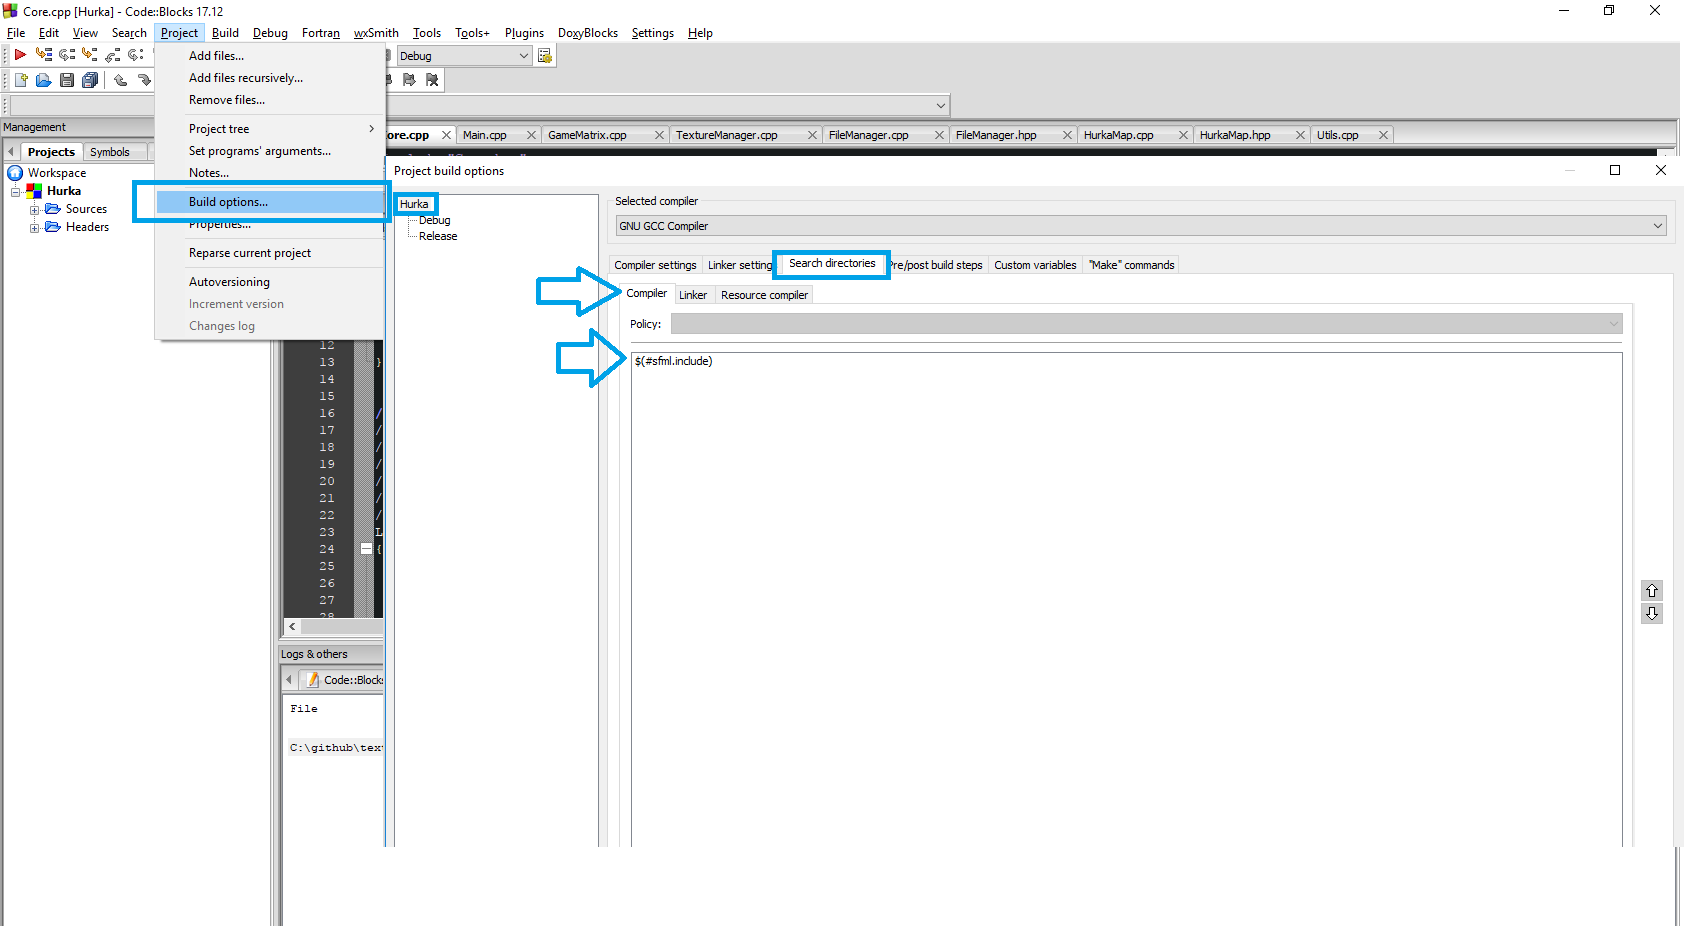 Core.cpp [Hurka] - Code::Blocks 17.12
File Edit View Search Project Build Debug Fortran wxSmith Tools Tools+ Plugins DoxyBlocks Settings Help
Debug
Add files...
Add files recursively...
Remove files...
Project tree
Set programs' arguments...
Notes...
Build options...
Properties...
Reparse current project
Autoversioning
Increment version
Changes log
Management
Projects Symbols
Workspace
Hurka
Sources
Headers
ore.cpp Main.cpp GameMatrix.cpp TextureManager.cpp FileManager.cpp FileManager.hpp HurkaMap.cpp HurkaMap.hpp Utils.cpp
Project build options
Hurka
Debug
Release
Selected compiler
GNU GCC Compiler
Compiler settings Linker setting Search directories Pre/post build steps Custom variables "Make" commands
Compiler Linker Resource compiler
Policy:
$(#sfml.include)
12
13 }
14
15
16 /
17 /
18 /
19 /
20 /
21 /
22 /
23 L
24 {
25
26
27
28
Logs & others
Code::Blocks
File
C:\github\tex